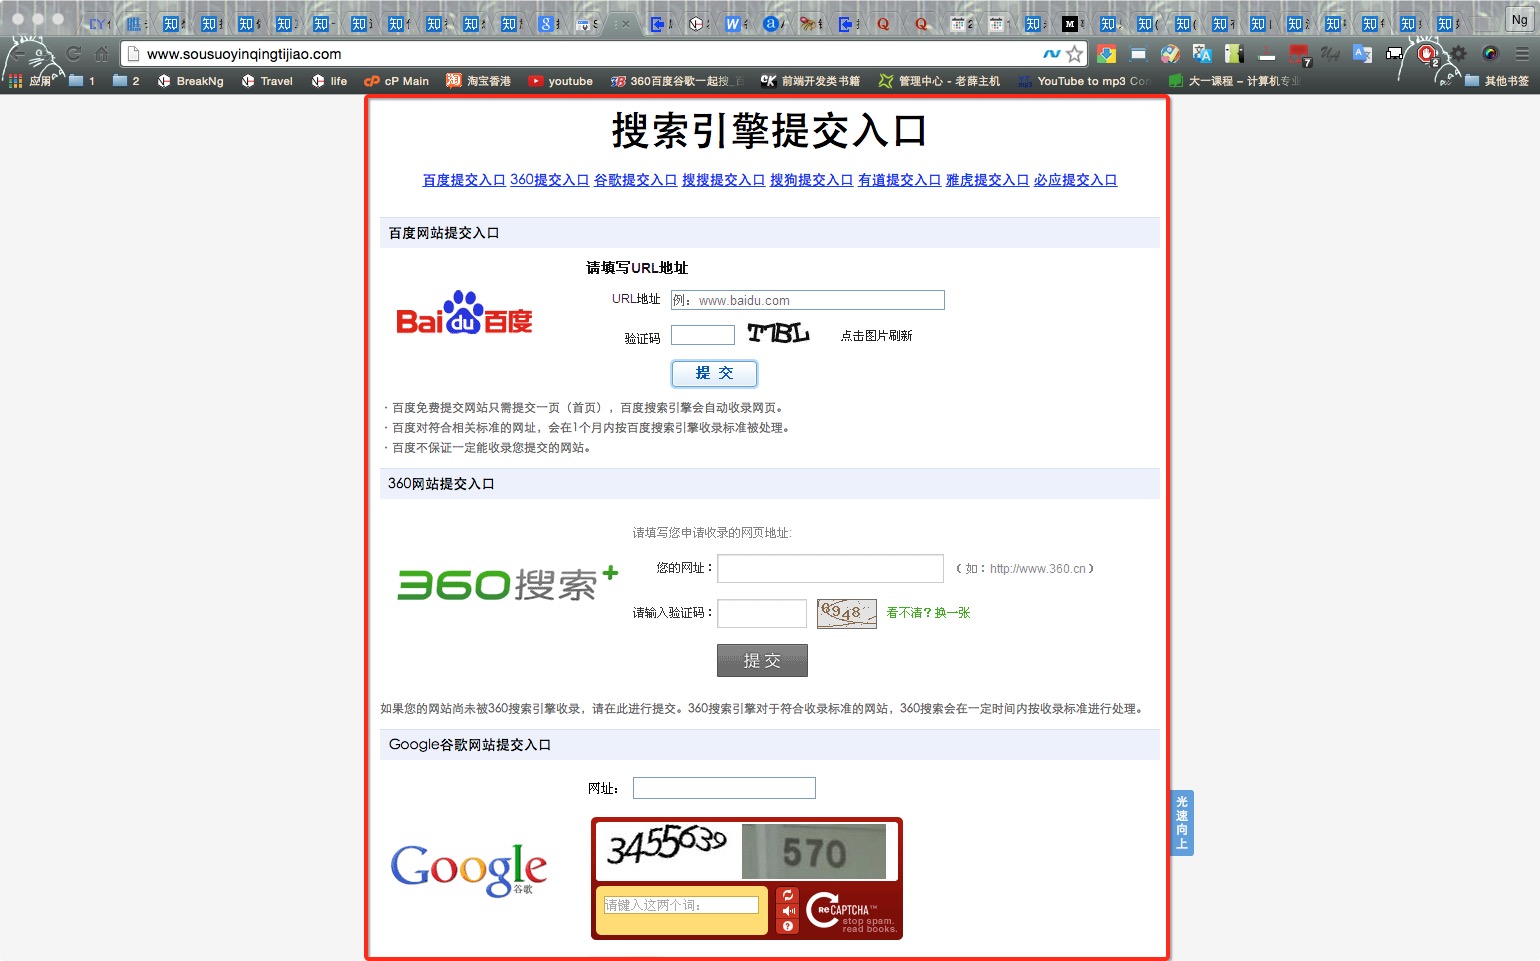 Ng
www.sousuoyinqingtijiao.com
应用 1 2 BreakNg Travel life cP Main 淘宝香港 youtube 360百度谷歌一起搜_百 前端开发类书籍 管理中心 - 老薛主机 YouTube to mp3 Con 大一课程 – 计算机专业 其他书签
搜索引擎提交入口
百度提交入口 360提交入口 谷歌提交入口 搜搜提交入口 搜狗提交入口 有道提交入口 雅虎提交入口 必应提交入口
百度网站提交入口
请填写URL地址
Bai du 百度
URL地址 例：www.baidu.com
验证码 点击图片刷新
提 交
· 百度免费提交网站只需提交一页（首页），百度搜索引擎会自动收录网页。
· 百度对符合相关标准的网址，会在1个月内按百度搜索引擎收录标准被处理。
· 百度不保证一定能收录您提交的网站。
360网站提交入口
请填写您申请收录的网页地址:
360搜索+
您的网址： （如：http://www.360.cn）
请输入验证码： 6948 看不清？换一张
提 交
如果您的网站尚未被360搜索引擎收录，请在此进行提交。360搜索引擎对于符合收录标准的网站，360搜索会在一定时间内按收录标准进行处理。
Google谷歌网站提交入口
网址：
Google 谷歌
3455639 570
请键入这两个词：
reCAPTCHA™
stop spam.
read books.
光速向上